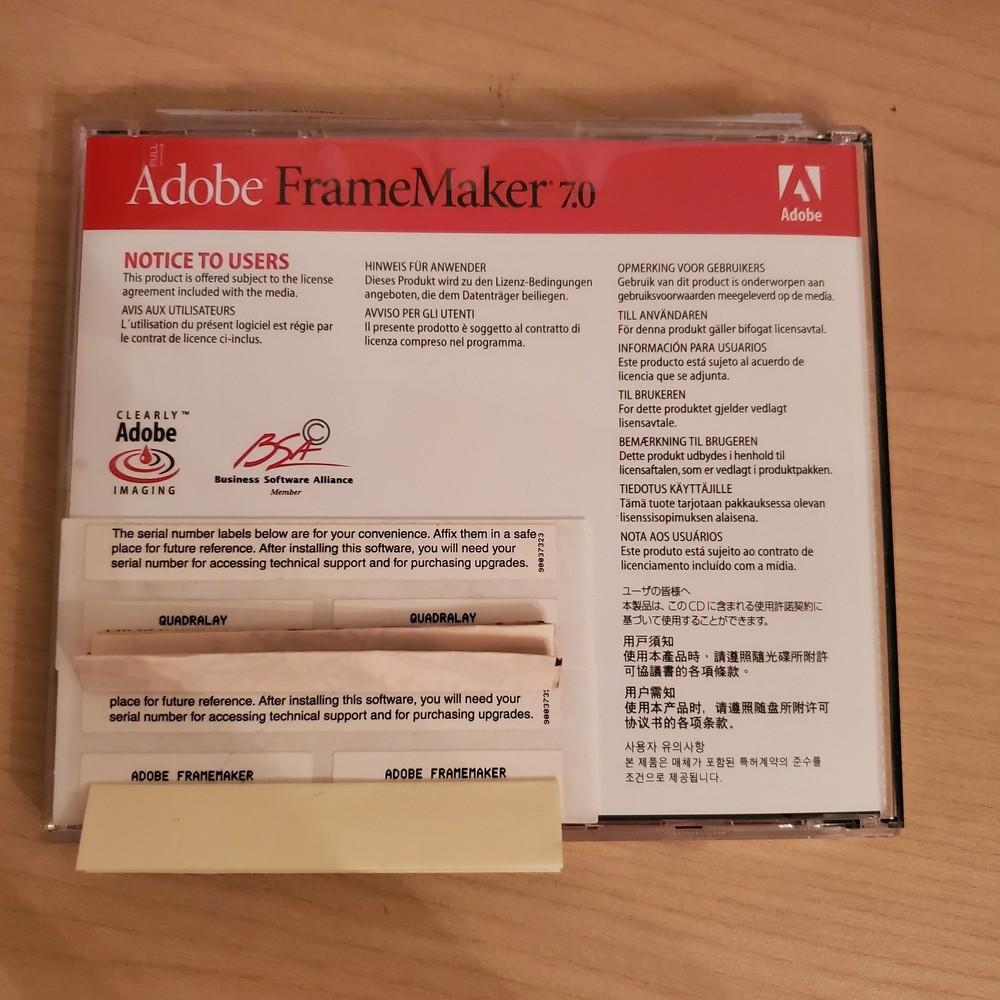 PULL
Adobe FrameMaker® 7.0
Adobe
NOTICE TO USERS
This product is offered subject to the license
agreement included with the media.
AVIS AUX UTILISATEURS
L´utilisation du présent logiciel est régie par
le contrat de licence ci-inclus.
HINWEIS FÜR ANWENDER
Dieses Produkt wird zu den Lizenz-Bedingungen
angeboten, die dem Datenträger beiliegen.
AVVISO PER GLI UTENTI
Il presente prodotto è soggetto al contratto di
licenza compreso nel programma.
OPMERKING VOOR GEBRUIKERS
Gebruik van dit product is onderworpen aan
gebruiksvoorwaarden meegeleverd op de media.
TILL ANVÄNDAREN
För denna produkt gäller bifogat licensavtal.
INFORMACIÓN PARA USUARIOS
Este producto está sujeto al acuerdo de
licencia que se adjunta.
TIL BRUKEREN
For dette produktet gjelder vedlagt
lisensavtale.
BEMÆRKNING TIL BRUGEREN
Dette produkt udbydes i henhold til
licensaftalen, som er vedlagt i produktpakken.
TIEDOTUS KÄYTTÄJILLE
Tämä tuote tarjotaan pakkauksessa olevan
lisenssisopimuksen alaisena.
NOTA AOS USUÁRIOS
Este produto está sujeito ao contrato de
licenciamento incluído com a mídia.
ユーザの皆様へ
本製品は、このCDに含まれる使用許諾契約に
基づいて使用することができます。
用戸須知
使用本產品時，請遵照隨光碟所附許
可協議書的各項條款。
用户需知
使用本产品时，请遵照随盘所附许可
协议书的各项条款。
사용자 유의사항
본 제품은 매체가 포함된 특허계약의 준수를
조건으로 제공됩니다.
CLEARLY™
Adobe
IMAGING
BSA ©
Business Software Alliance
Member
The serial number labels below are for your convenience. Affix them in a safe
place for future reference. After installing this software, you will need your
serial number for accessing technical support and for purchasing upgrades.
90037323
QUADRALAY
QUADRALAY
place for future reference. After installing this software, you will need your
serial number for accessing technical support and for purchasing upgrades.
ADOBE FRAMEMAKER
ADOBE FRAMEMAKER